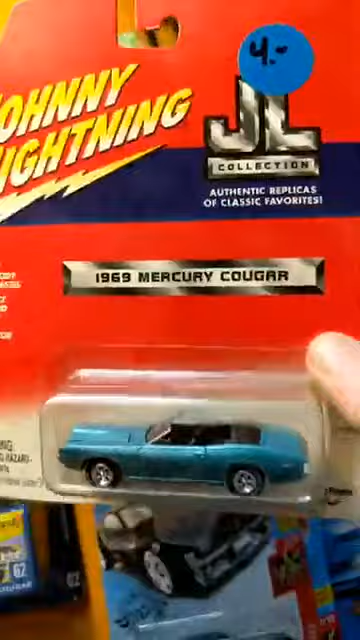 4.-
JOHNNY
LIGHTNING
JL
COLLECTION
AUTHENTIC REPLICAS
OF CLASSIC FAVORITES!
1969 MERCURY COUGAR